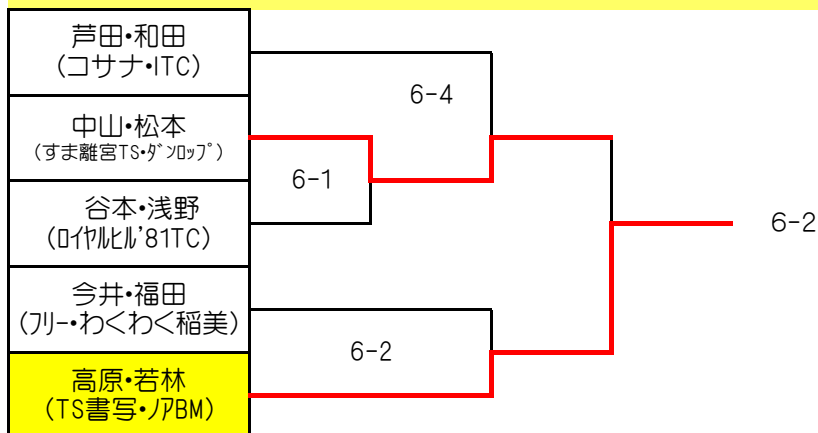 芦田・和田
(コサナ・ITC)
6-4
中山・松本
(すま離宮TS・ﾀﾞﾝﾛｯﾌﾟ)
6-1
谷本・浅野
(ﾛｲﾔﾙﾋﾙ'81TC)
6-2
今井・福田
(ﾌﾘｰ・わくわく稲美)
6-2
高原・若林
(TS書写・ﾉｱBM)